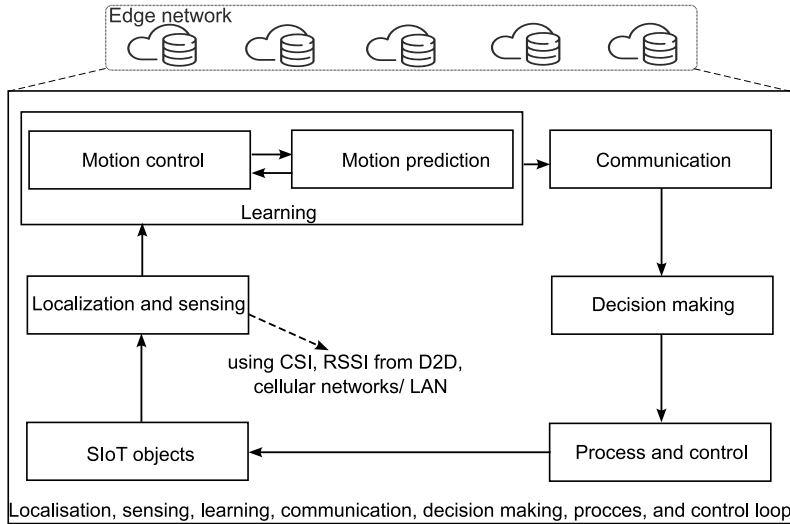 Edge network
Motion control
Motion prediction
Communication
Learning
Localization and sensing
Decision making
using CSI, RSSI from D2D,
cellular networks/ LAN
SIoT objects
Process and control
Localisation, sensing, learning, communication, decision making, procces, and control loop